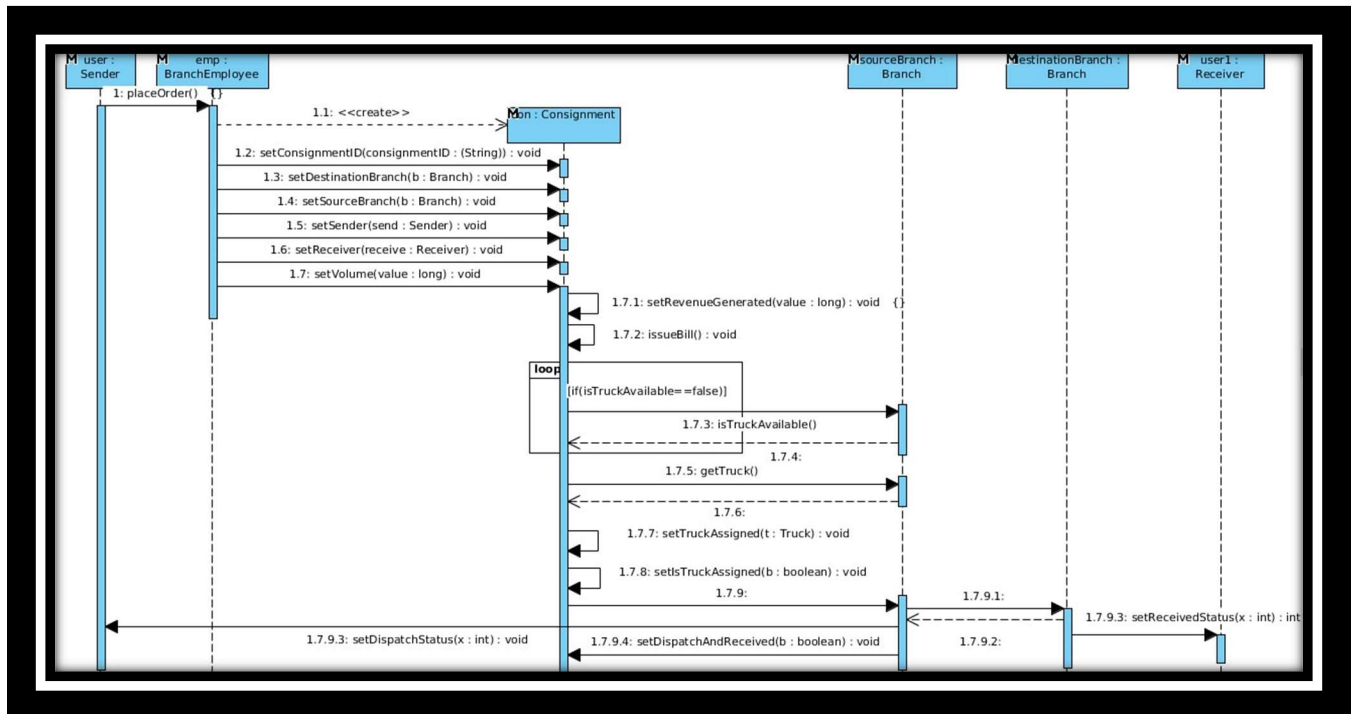 M user :
Sender
M emp :
BranchEmployee
M sourceBranch :
Branch
M destinationBranch :
Branch
M user1 :
Receiver
1: placeOrder() {}
1.1: <<create>>
M con : Consignment
1.2: setConsignmentID(consignmentID : (String)) : void
1.3: setDestinationBranch(b : Branch) : void
1.4: setSourceBranch(b : Branch) : void
1.5: setSender(send : Sender) : void
1.6: setReceiver(receive : Receiver) : void
1.7: setVolume(value : long) : void
1.7.1: setRevenueGenerated(value : long) : void {}
1.7.2: issueBill() : void
loop
[if(isTruckAvailable==false)]
1.7.3: isTruckAvailable()
1.7.4:
1.7.5: getTruck()
1.7.6:
1.7.7: setTruckAssigned(t : Truck) : void
1.7.8: setIsTruckAssigned(b : boolean) : void
1.7.9:
1.7.9.1:
1.7.9.3: setReceivedStatus(x : int) : int
1.7.9.3: setDispatchStatus(x : int) : void
1.7.9.4: setDispatchAndReceived(b : boolean) : void
1.7.9.2: